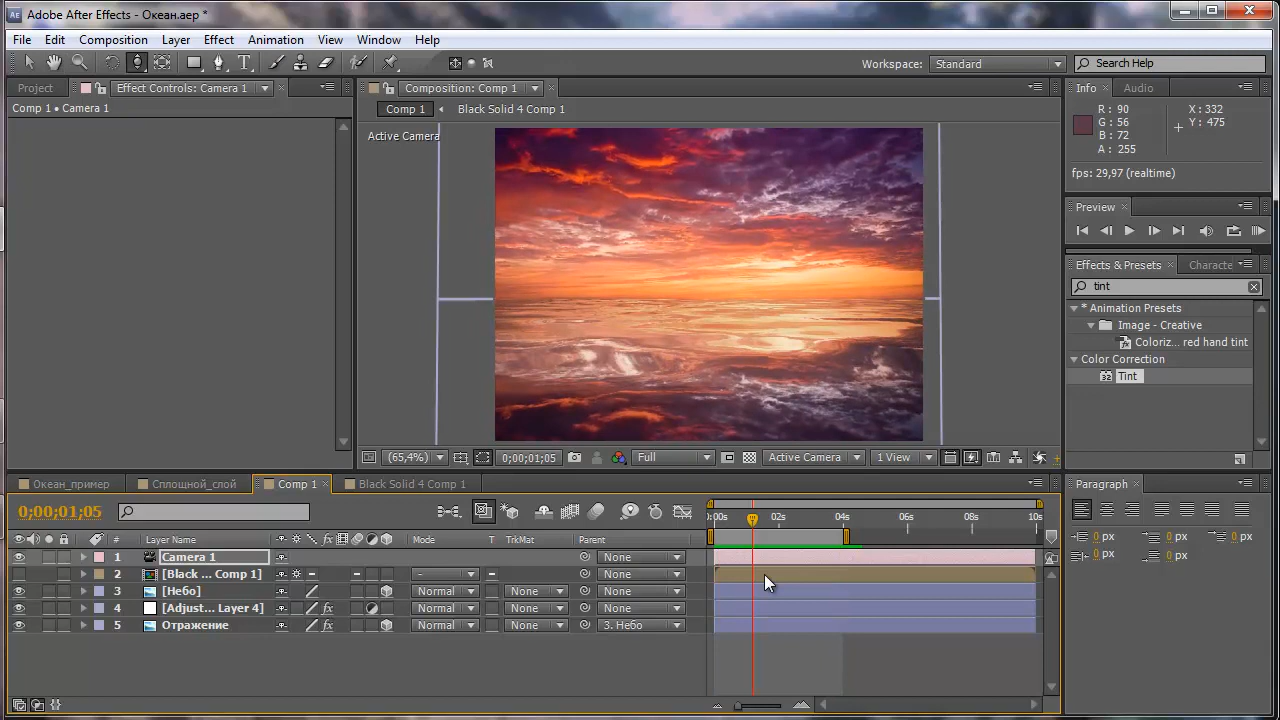 Adobe After Effects - Океан.aep *
File Edit Composition Layer Effect Animation View Window Help
Workspace: Standard Search Help
Project Effect Controls: Camera 1 Composition: Comp 1 Info Audio
Comp 1 • Camera 1 Comp 1 Black Solid 4 Comp 1
Active Camera
R: 90 X: 332
G: 56 Y: 475
B: 72
A: 255
fps: 29,97 (realtime)
Preview
Effects & Presets Characte
tint
* Animation Presets
Image - Creative
Coloriz... red hand tint
Color Correction
32 Tint
(65,4%) 0;00;01;05 Full Active Camera 1 View
Океан_пример Сплощной_слой Comp 1 Black Solid 4 Comp 1 Paragraph
0;00;01;05 0:00s 02s 04s 06s 08s 10s
# Layer Name Mode T TrkMat Parent
1 Camera 1 None
2 [Black ... Comp 1] - None
3 [Небо] Normal None None
4 [Adjust... Layer 4] fx Normal None None
5 Отражение fx Normal None 3. Небо
0 px 0 px 0 px
0 px 0 px